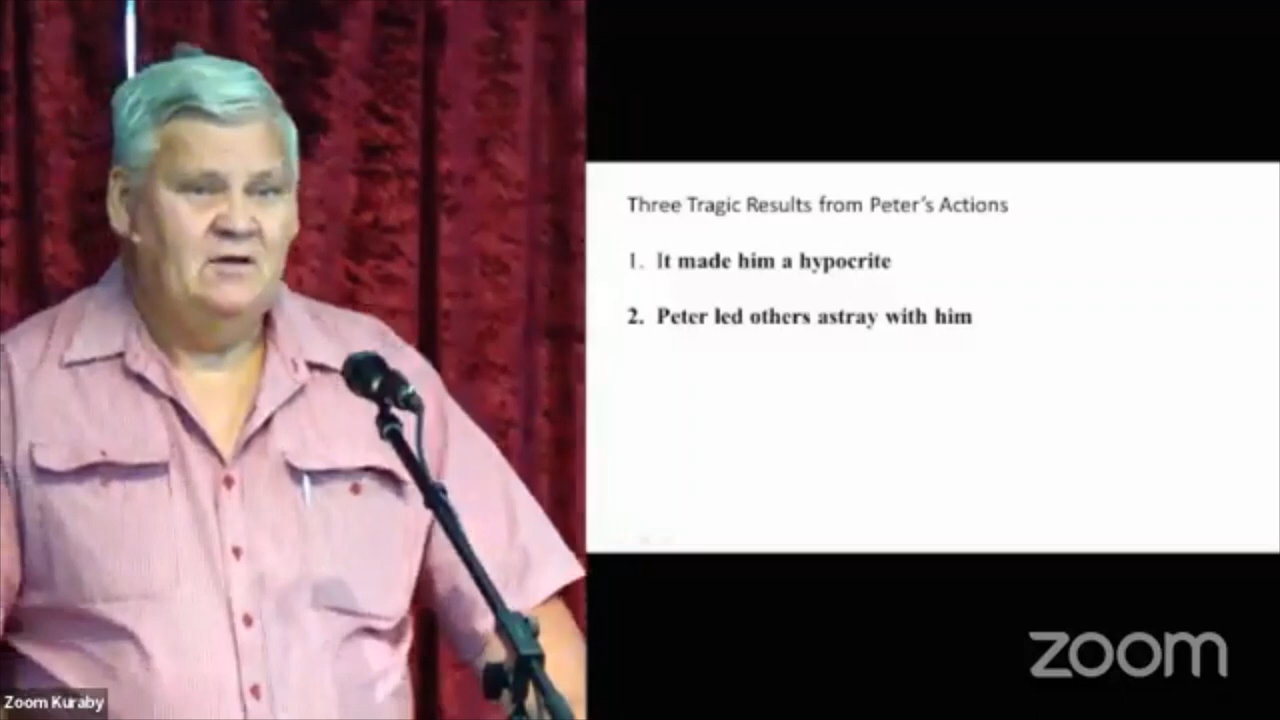 Three Tragic Results from Peter's Actions
1. It made him a hypocrite
2. Peter led others astray with him
zoom
Zoom Kuraby